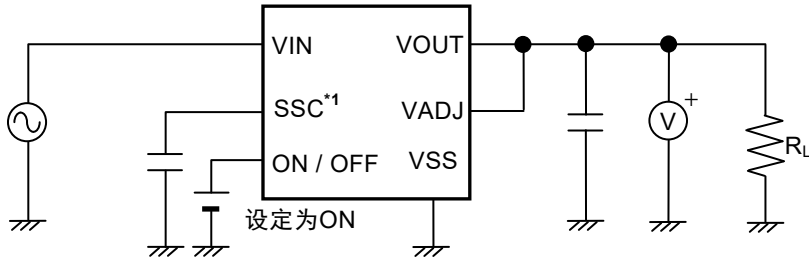 VIN
VOUT
SSC*1
VADJ
ON / OFF
VSS
设定为ON
V
+
RL